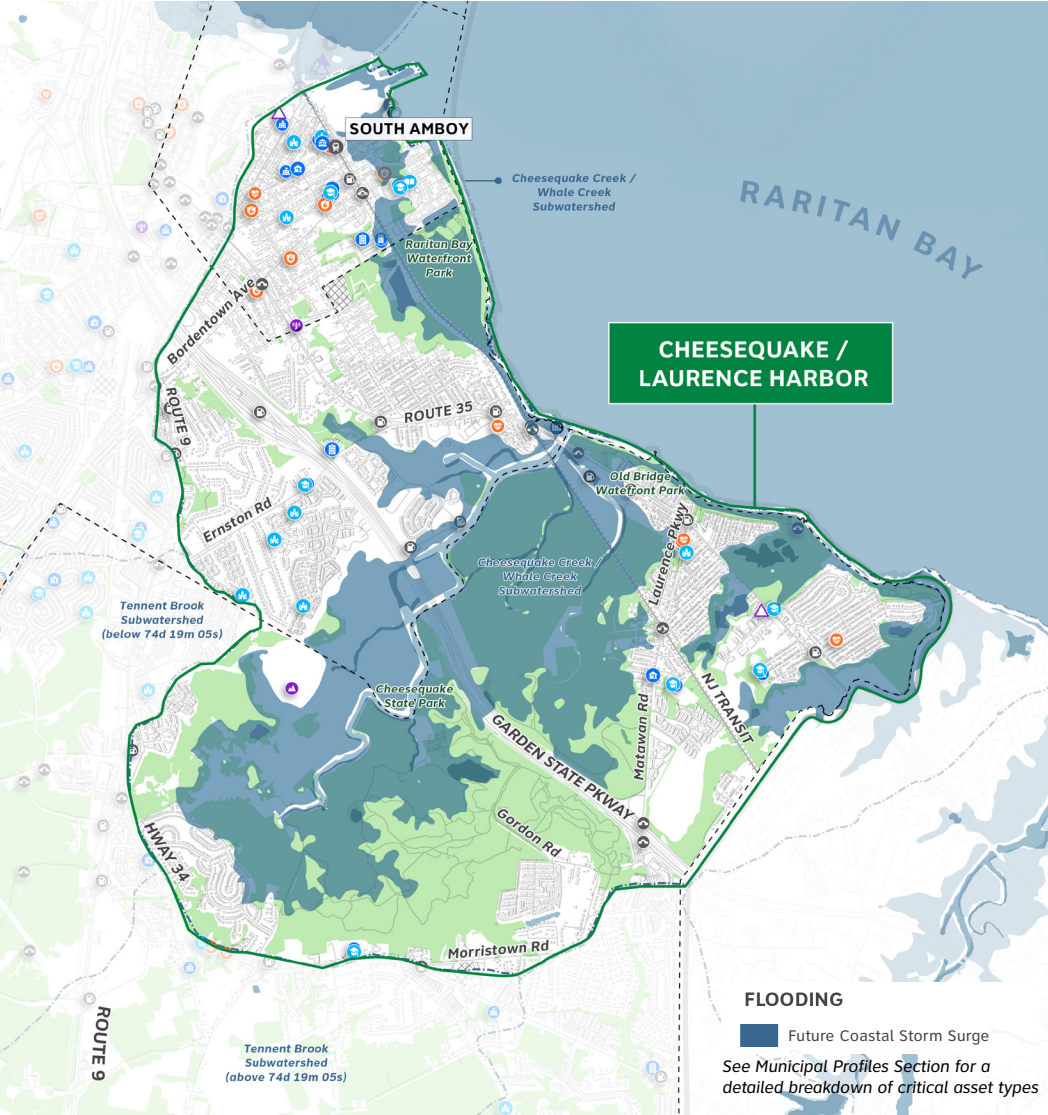 SOUTH AMBOY
Cheesequake Creek /
Whale Creek
Subwatershed
RARITAN BAY
Raritan Bay
Waterfront
Park
Bordentown Ave
CHEESEQUAKE /
LAURENCE HARBOR
ROUTE 9
ROUTE 35
Old Bridge
Watefront Park
Ernston Rd
Laurence Pkwy
Cheesequake Creek /
Whale Creek
Subwatershed
Tennent Brook
Subwatershed
(below 74d 19m 05s)
Cheesequake
State Park
NJ TRANSIT
Matawan Rd
GARDEN STATE PKWAY
Gordon Rd
HWAY 34
Morristown Rd
ROUTE 9
Tennent Brook
Subwatershed
(above 74d 19m 05s)
FLOODING
Future Coastal Storm Surge
See Municipal Profiles Section for a
detailed breakdown of critical asset types